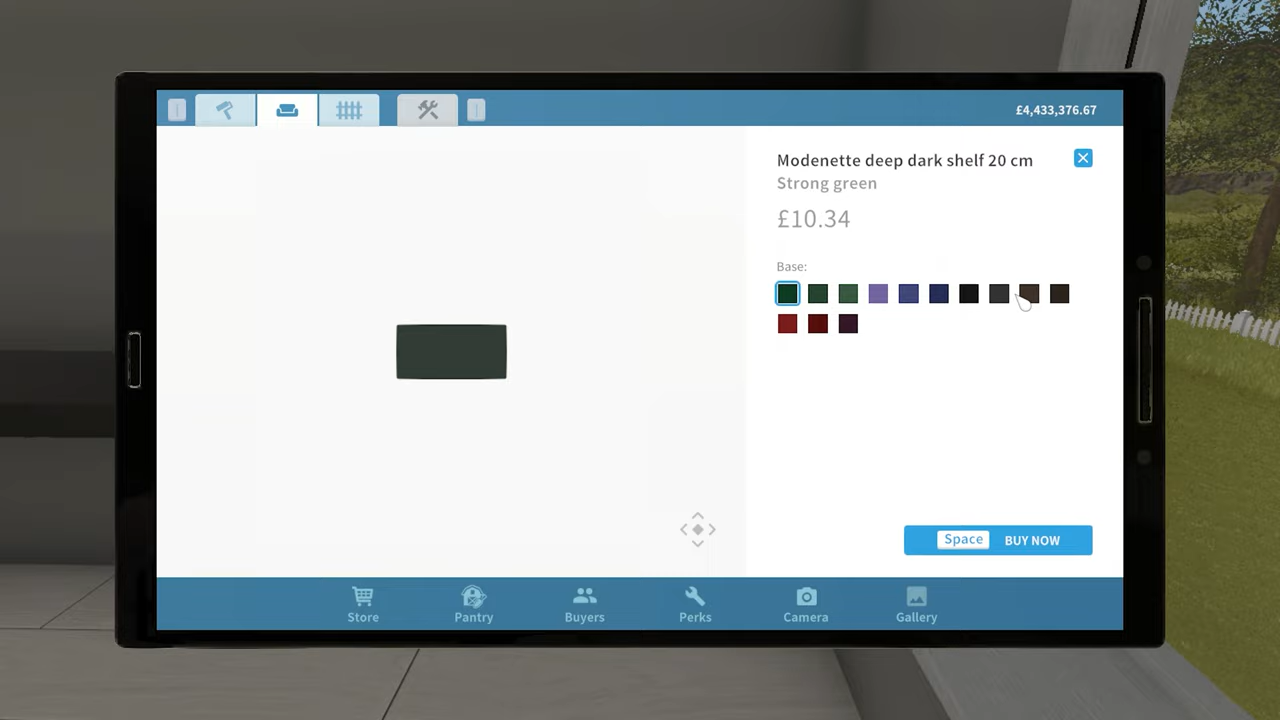 £4,433,376.67
Modenette deep dark shelf 20 cm
Strong green
£10.34
Base:
Space BUY NOW
Store Pantry Buyers Perks Camera Gallery